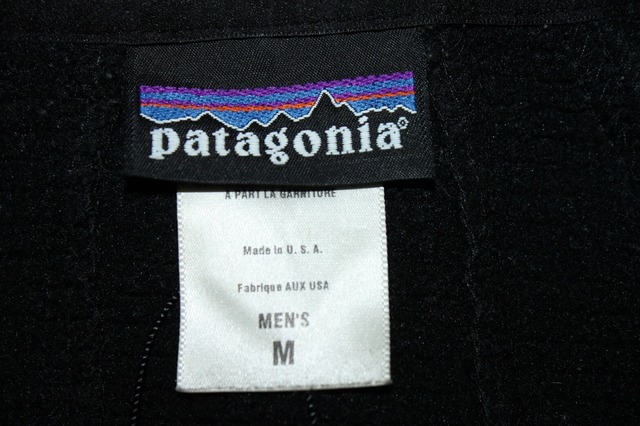 patagonia®
A PART LA GARNITURE
Made in U. S. A.
Fabrique AUX USA
MEN'S
M